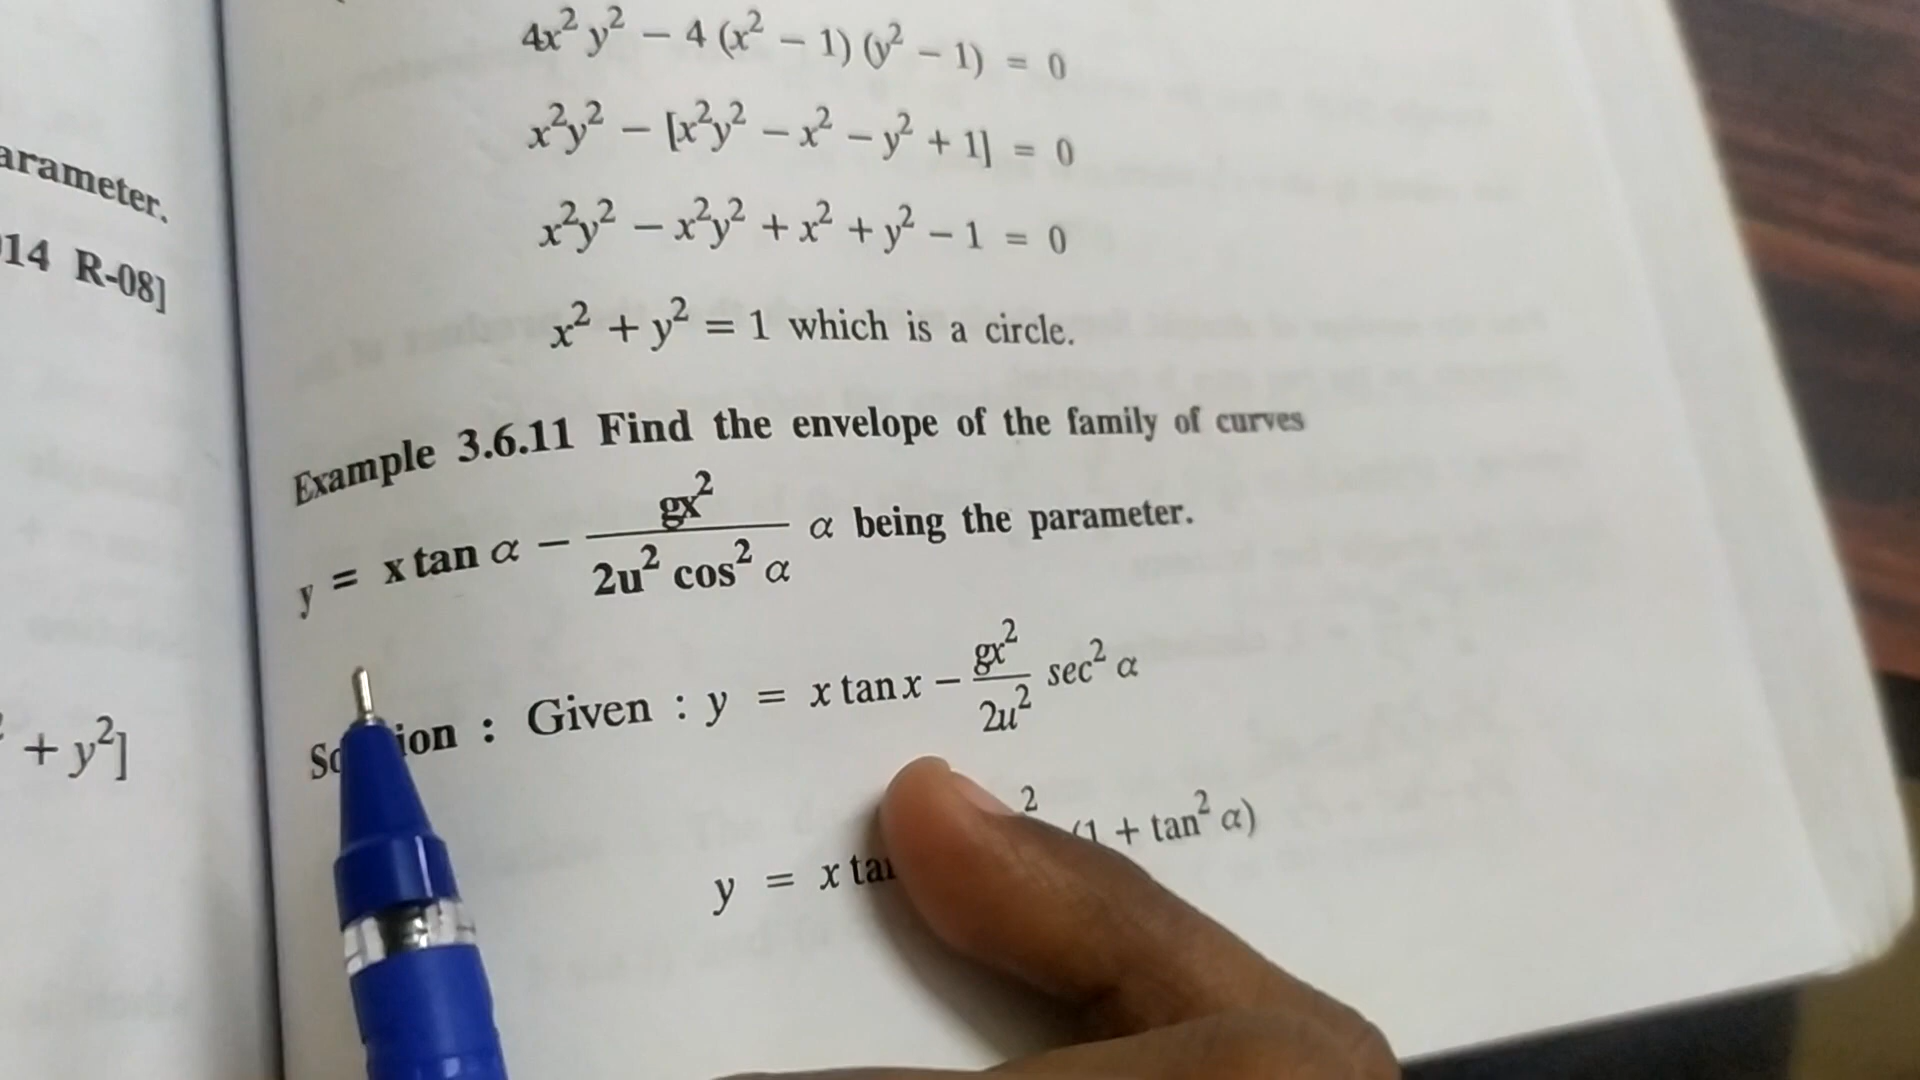 arameter.
14 R-08]
+ y²]
4x² y² – 4 (x² – 1) (y² – 1) = 0
x²y² – [x²y² – x² – y² + 1] = 0
x²y² – x²y² + x² + y² – 1 = 0
x² + y² = 1 which is a circle.
Example 3.6.11 Find the envelope of the family of curves
y = x tan α – gx² / 2u² cos² α α being the parameter.
Given : y = x tan x – gx² / 2u² sec² α
y = x ta 2 (1 + tan² α)